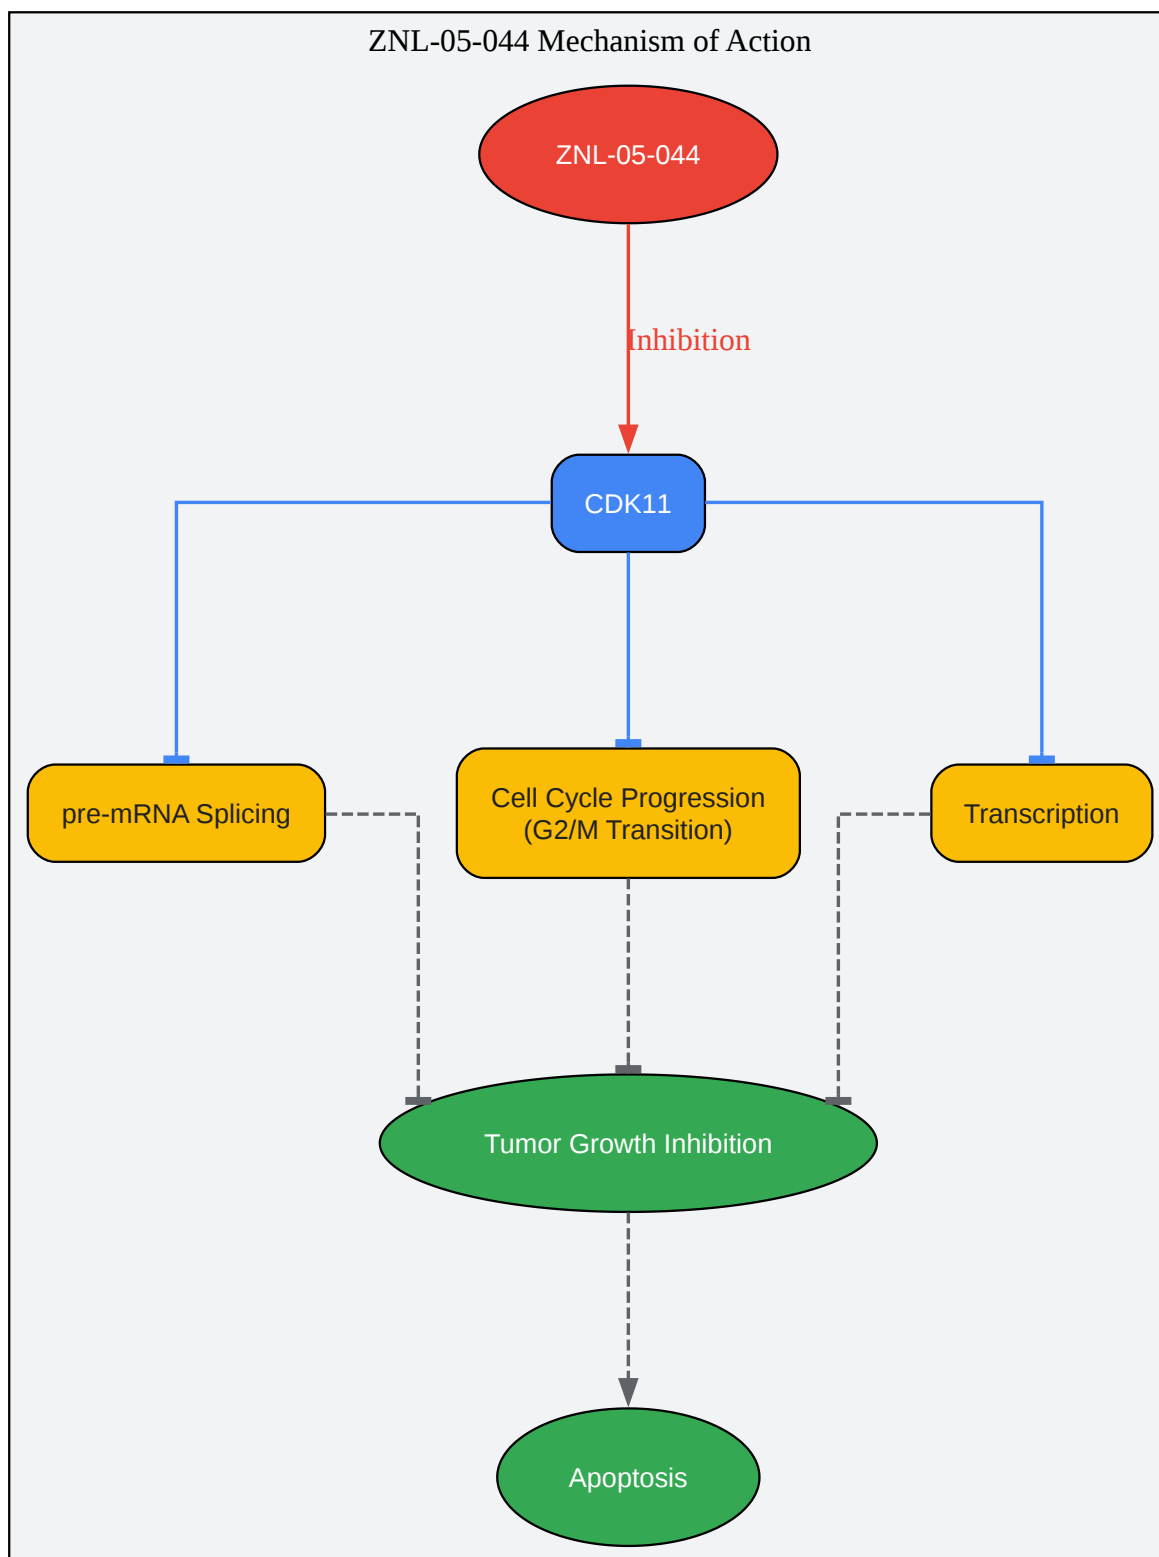 ZNL-05-044 Mechanism of Action
ZNL-05-044
Inhibition
CDK11
pre-mRNA Splicing
Cell Cycle Progression
(G2/M Transition)
Transcription
Tumor Growth Inhibition
Apoptosis